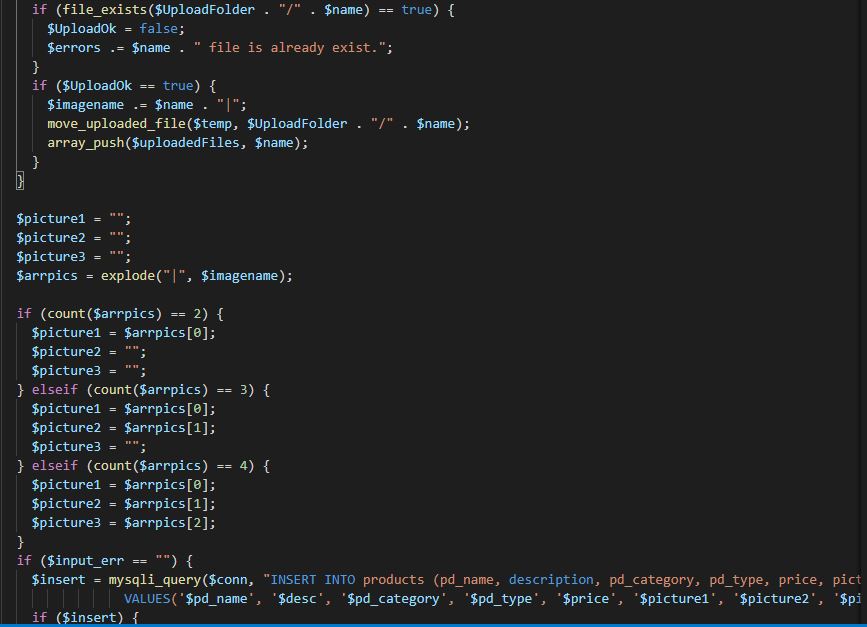 if (file_exists($UploadFolder . "/" . $name) == true) {
$UploadOk = false;
$errors .= $name . " file is already exist.";
}
if ($UploadOk == true) {
$imagename .= $name . "|";
move_uploaded_file($temp, $UploadFolder . "/" . $name);
array_push($uploadedFiles, $name);
}
}
$picture1 = "";
$picture2 = "";
$picture3 = "";
$arrpics = explode("|", $imagename);
if (count($arrpics) == 2) {
$picture1 = $arrpics[0];
$picture2 = "";
$picture3 = "";
} elseif (count($arrpics) == 3) {
$picture1 = $arrpics[0];
$picture2 = $arrpics[1];
$picture3 = "";
} elseif (count($arrpics) == 4) {
$picture1 = $arrpics[0];
$picture2 = $arrpics[1];
$picture3 = $arrpics[2];
}
if ($input_err == "") {
$insert = mysqli_query($conn, "INSERT INTO products (pd_name, description, pd_category, pd_type, price, pict
VALUES('$pd_name', '$desc', '$pd_category', '$pd_type', '$price', '$picture1', '$picture2', '$pi
if ($insert) {